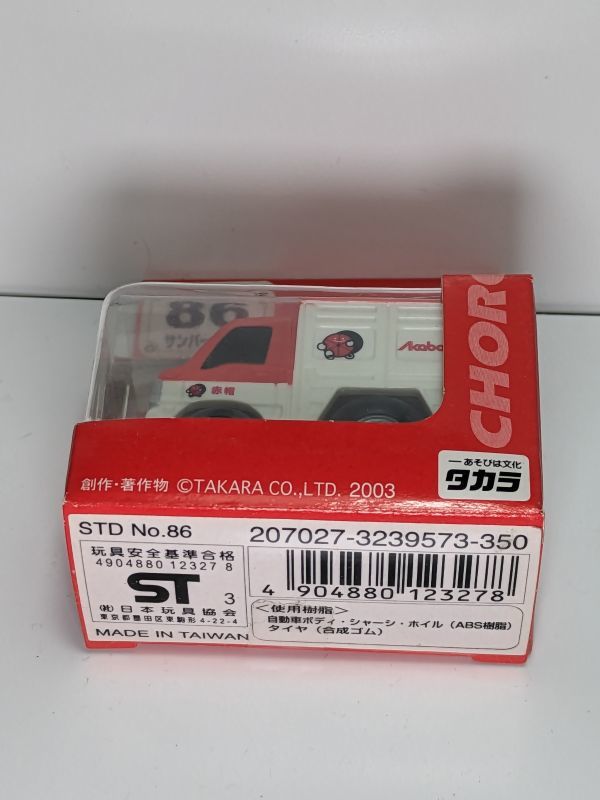 86
サンバー
赤帽
Akabo
CHORO
創作・著作物 ©TAKARA CO.,LTD. 2003
あそびは文化
タカラ
STD No.86
207027-3239573-350
玩具安全基準合格
4904880 12327 8
ST 3
㈳日本玩具協会
東京都墨田区東駒形4-22-4
MADE IN TAIWAN
4 904880 123278
<使用樹脂>
自動車ボディ・シャーシ・ホイル（ABS樹脂）
タイヤ（合成ゴム）